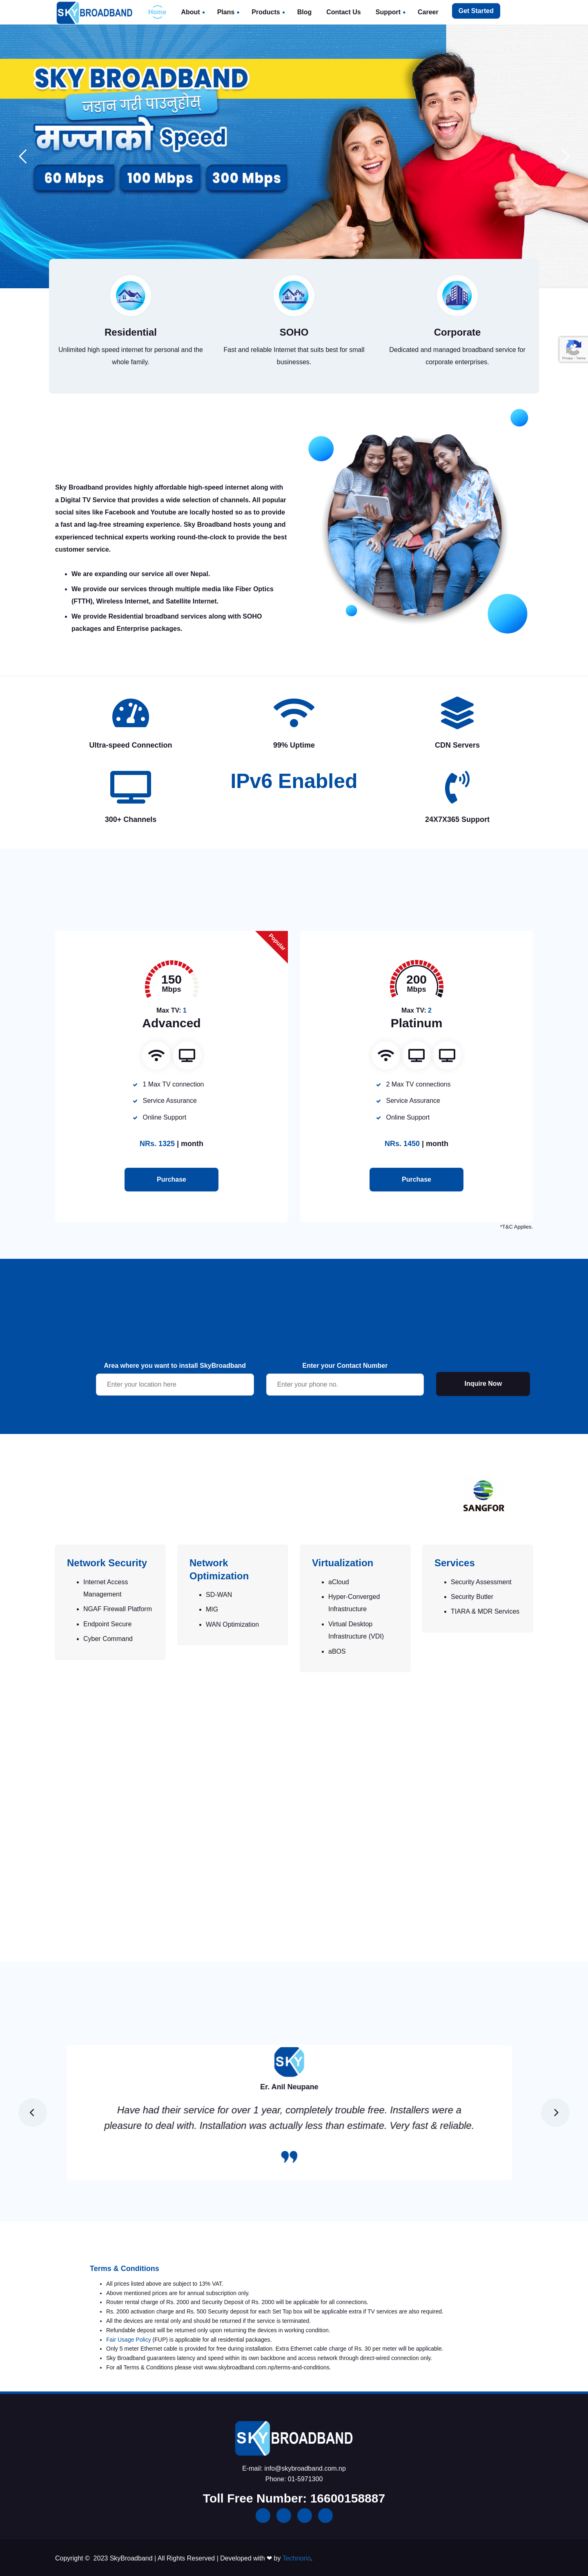 SKY BROADBAND
Home
About
Plans
Products
Blog
Contact Us
Support
Career
Get Started
SKY BROADBAND
जडान गरी पाउनुहोस्
मज्जाको Speed
60 Mbps
100 Mbps
300 Mbps
Residential
Unlimited high speed internet for personal and the
whole family.
SOHO
Fast and reliable Internet that suits best for small
businesses.
Corporate
Dedicated and managed broadband service for
corporate enterprises.
Privacy - Terms
Sky Broadband provides highly affordable high-speed internet along with
a Digital TV Service that provides a wide selection of channels. All popular
social sites like Facebook and Youtube are locally hosted so as to provide
a fast and lag-free streaming experience. Sky Broadband hosts young and
experienced technical experts working round-the-clock to provide the best
customer service.
We are expanding our service all over Nepal.
We provide our services through multiple media like Fiber Optics
(FTTH), Wireless Internet, and Satellite Internet.
We provide Residential broadband services along with SOHO
packages and Enterprise packages.
Ultra-speed Connection
99% Uptime
CDN Servers
300+ Channels
IPv6 Enabled
24X7X365 Support
Popular
150
Mbps
Max TV: 1
Advanced
1 Max TV connection
Service Assurance
Online Support
NRs. 1325 | month
Purchase
200
Mbps
Max TV: 2
Platinum
2 Max TV connections
Service Assurance
Online Support
NRs. 1450 | month
Purchase
*T&C Applies.
Area where you want to install SkyBroadband
Enter your location here
Enter your Contact Number
Enter your phone no.
Inquire Now
SANGFOR
Network Security
Internet Access
Management
NGAF Firewall Platform
Endpoint Secure
Cyber Command
Network
Optimization
SD-WAN
MIG
WAN Optimization
Virtualization
aCloud
Hyper-Converged
Infrastructure
Virtual Desktop
Infrastructure (VDI)
aBOS
Services
Security Assessment
Security Butler
TIARA & MDR Services
SKY
Er. Anil Neupane
Have had their service for over 1 year, completely trouble free. Installers were a
pleasure to deal with. Installation was actually less than estimate. Very fast & reliable.
Terms & Conditions
All prices listed above are subject to 13% VAT.
Above mentioned prices are for annual subscription only.
Router rental charge of Rs. 2000 and Security Deposit of Rs. 2000 will be applicable for all connections.
Rs. 2000 activation charge and Rs. 500 Security deposit for each Set Top box will be applicable extra if TV services are also required.
All the devices are rental only and should be returned if the service is terminated.
Refundable deposit will be returned only upon returning the devices in working condition.
Fair Usage Policy (FUP) is applicable for all residential packages.
Only 5 meter Ethernet cable is provided for free during installation. Extra Ethernet cable charge of Rs. 30 per meter will be applicable.
Sky Broadband guarantees latency and speed within its own backbone and access network through direct-wired connection only.
For all Terms & Conditions please visit www.skybroadband.com.np/terms-and-conditions.
SKY BROADBAND
E-mail: info@skybroadband.com.np
Phone: 01-5971300
Toll Free Number: 16600158887
Copyright © 2023 SkyBroadband | All Rights Reserved | Developed with ❤ by Technorio.